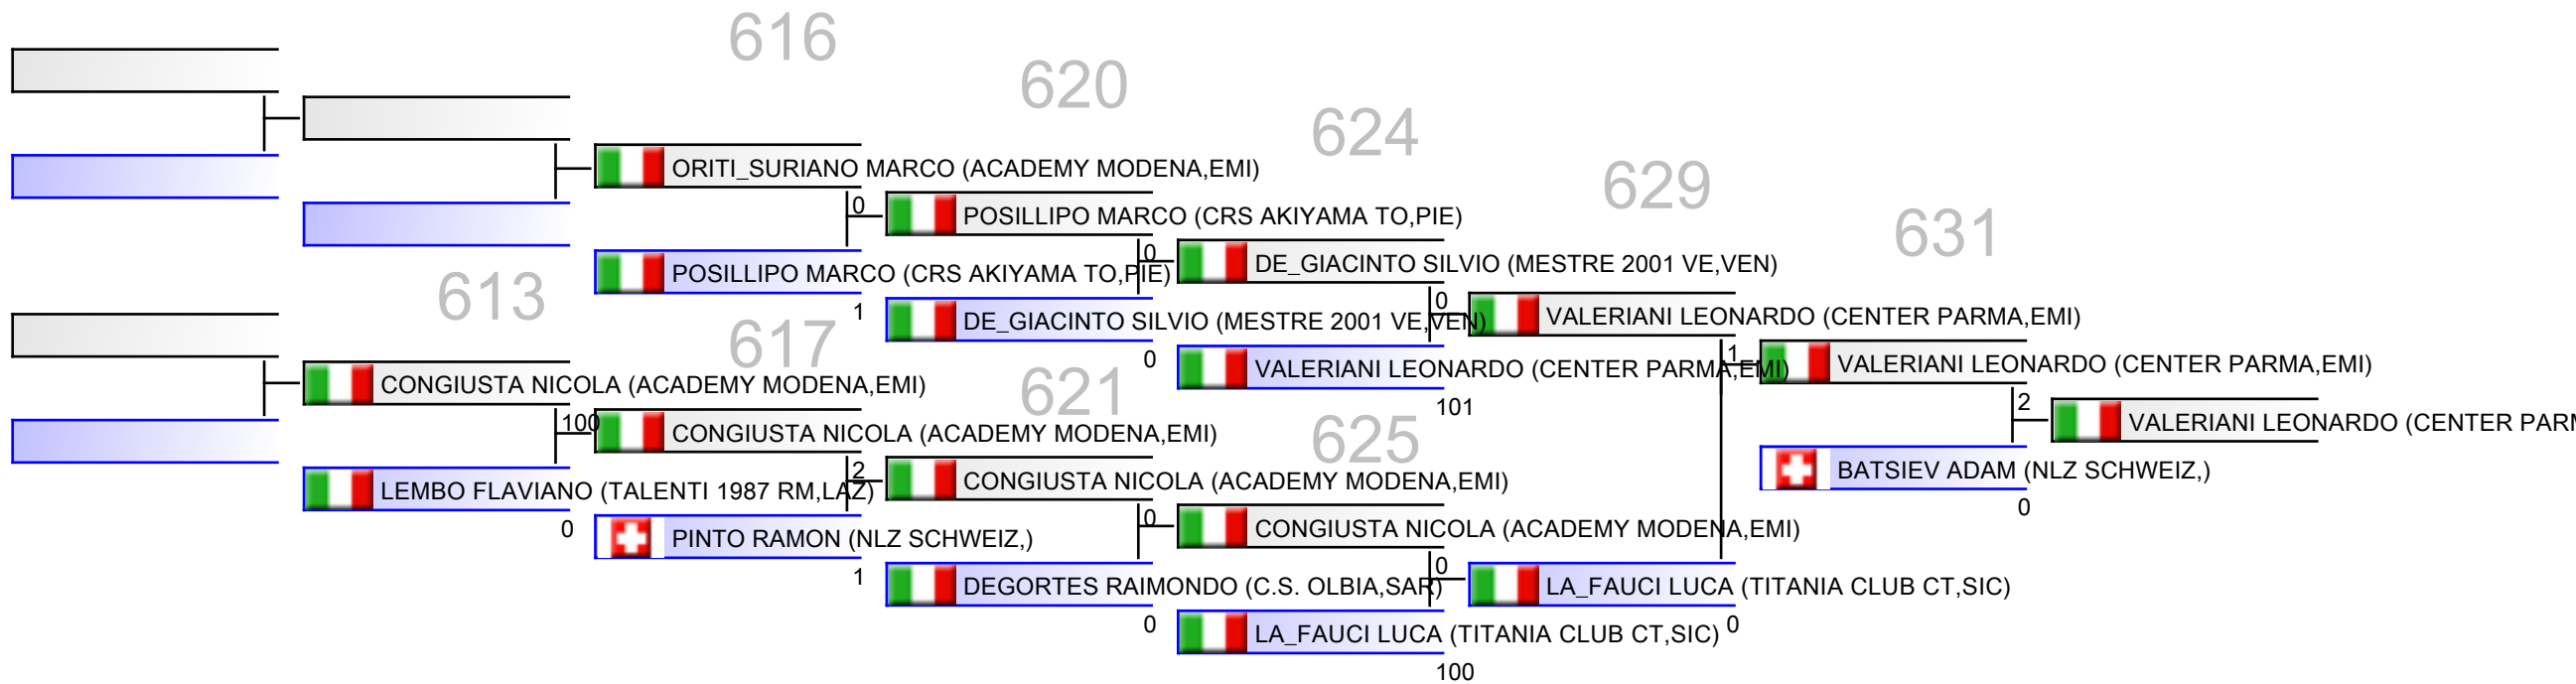 616
620
624
ORITI_SURIANO MARCO (ACADEMY MODENA,EMI)
629
0
POSILLIPO MARCO (CRS AKIYAMA TO,PIE)
631
0
DE_GIACINTO SILVIO (MESTRE 2001 VE,VEN)
POSILLIPO MARCO (CRS AKIYAMA TO,PIE)
613
1
0
DE_GIACINTO SILVIO (MESTRE 2001 VE,VEN)
VALERIANI LEONARDO (CENTER PARMA,EMI)
617
0
1
VALERIANI LEONARDO (CENTER PARMA,EMI)
VALERIANI LEONARDO (CENTER PARMA,EMI)
CONGIUSTA NICOLA (ACADEMY MODENA,EMI)
621
101
2
100
CONGIUSTA NICOLA (ACADEMY MODENA,EMI)
625
VALERIANI LEONARDO (CENTER PARM
2
BATSIEV ADAM (NLZ SCHWEIZ,)
0
LEMBO FLAVIANO (TALENTI 1987 RM,LAZ)
CONGIUSTA NICOLA (ACADEMY MODENA,EMI)
0
0
CONGIUSTA NICOLA (ACADEMY MODENA,EMI)
PINTO RAMON (NLZ SCHWEIZ,)
1
0
DEGORTES RAIMONDO (C.S. OLBIA,SAR)
LA_FAUCI LUCA (TITANIA CLUB CT,SIC)
0
0
LA_FAUCI LUCA (TITANIA CLUB CT,SIC)
100